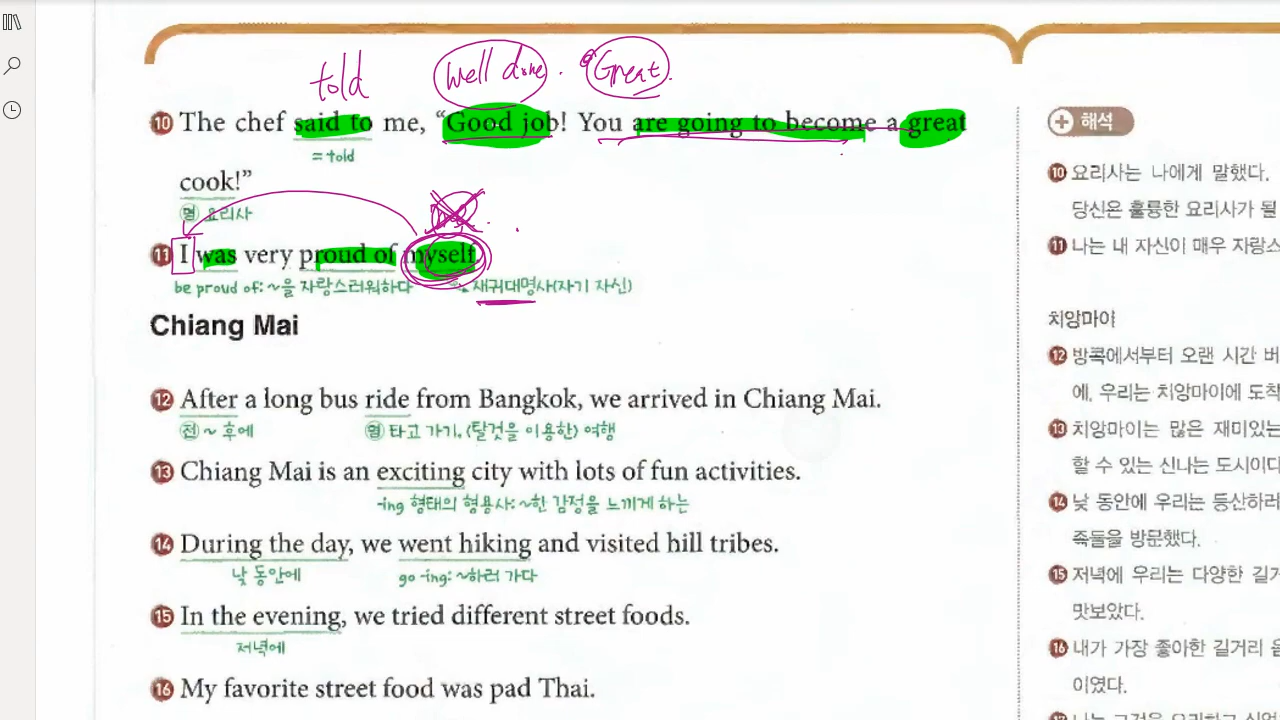 told
Well done.
Great.
⑩ The chef said to me, “Good job! You are going to become a great
= told
cook!”
명 요리사
⑪ I was very proud of myself.
be proud of: ~을 자랑스러워하다
재귀대명사(자기 자신)
Chiang Mai
⑫ After a long bus ride from Bangkok, we arrived in Chiang Mai.
전 ~ 후에
명 타고 가기, (탈것을 이용한) 여행
⑬ Chiang Mai is an exciting city with lots of fun activities.
-ing 형태의 형용사: ~한 감정을 느끼게 하는
⑭ During the day, we went hiking and visited hill tribes.
낮 동안에
go -ing: ~하러 가다
⑮ In the evening, we tried different street foods.
저녁에
⑯ My favorite street food was pad Thai.
해석
⑩ 요리사는 나에게 말했다.
당신은 훌륭한 요리사가 될
⑪ 나는 내 자신이 매우 자랑스
치앙마이
⑫ 방콕에서부터 오랜 시간 버
에, 우리는 치앙마이에 도착
⑬ 치앙마이는 많은 재미있는
할 수 있는 신나는 도시이다
⑭ 낮 동안에 우리는 등산하러
족들을 방문했다.
⑮ 저녁에 우리는 다양한 길거
맛보았다.
⑯ 내가 가장 좋아한 길거리 음
이였다.